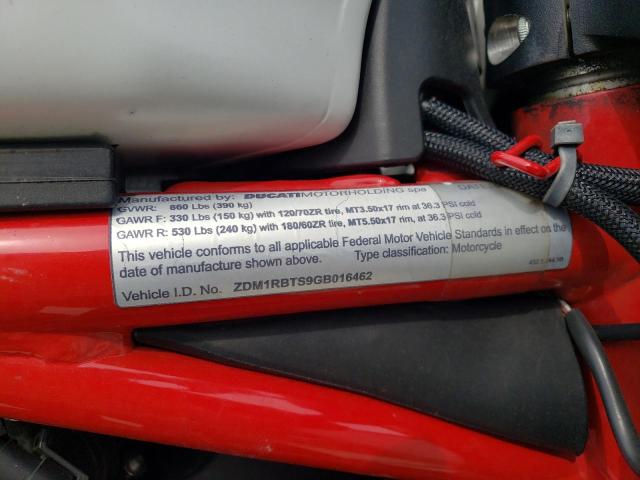 Manufactured by: DUCATIMOTORHOLDING spa
GVWR: 860 Lbs (390 kg)
GAWR F: 330 Lbs (150 kg) with 120/70ZR tire, MT3.50x17 rim at 36.3 PSI cold
GAWR R: 530 Lbs (240 kg) with 180/60ZR tire, MT5.50x17 rim, at 36.3 PSI cold
This vehicle conforms to all applicable Federal Motor Vehicle Standards in effect on the
date of manufacture shown above. Type classification: Motorcycle
Vehicle I.D. No. ZDM1RBTS9GB016462